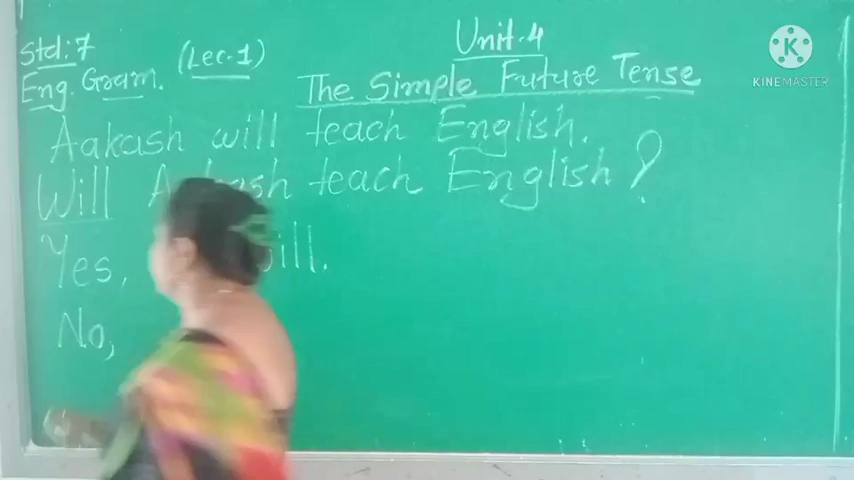 Std:7
Eng. Gram.
(Lec-1)
Unit-4
The Simple Future Tense
Aakash will teach English.
Will Aakash teach English?
Yes, will.
No,
K
KINEMASTER